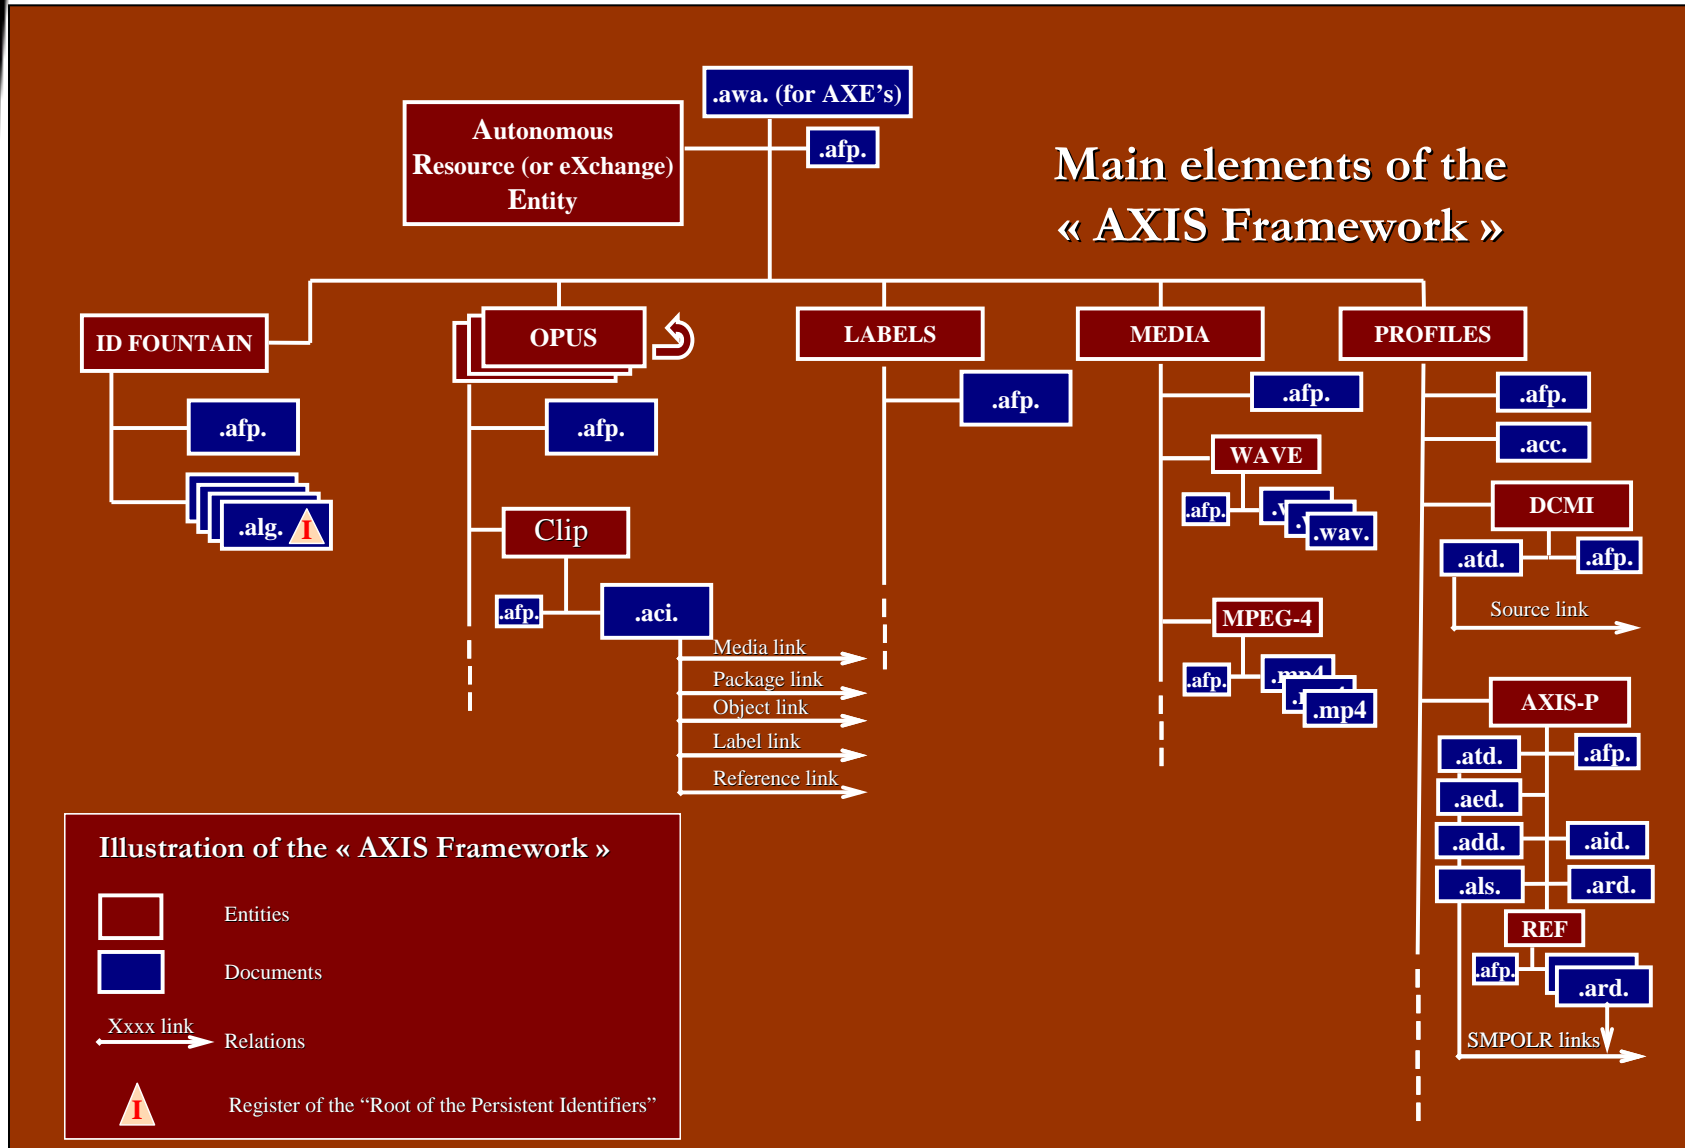 .awa. (for AXE's)
Autonomous
Resource (or eXchange)
Entity
.afp.
Main elements of the
« AXIS Framework »
ID FOUNTAIN
.afp.
.alg. I
OPUS
.afp.
Clip
.afp.
.aci.
Media link
Package link
Object link
Label link
Reference link
LABELS
.afp.
MEDIA
.afp.
WAVE
.afp.
.wav.
MPEG-4
.afp.
.mp4
.mp4
PROFILES
.afp.
.acc.
DCMI
.atd.
.afp.
Source link
AXIS-P
.atd.
.afp.
.aed.
.add.
.aid.
.als.
.ard.
REF
.afp.
.ard.
SMPOLR links
Illustration of the « AXIS Framework »
Entities
Documents
Xxxx link
Relations
I
Register of the “Root of the Persistent Identifiers”